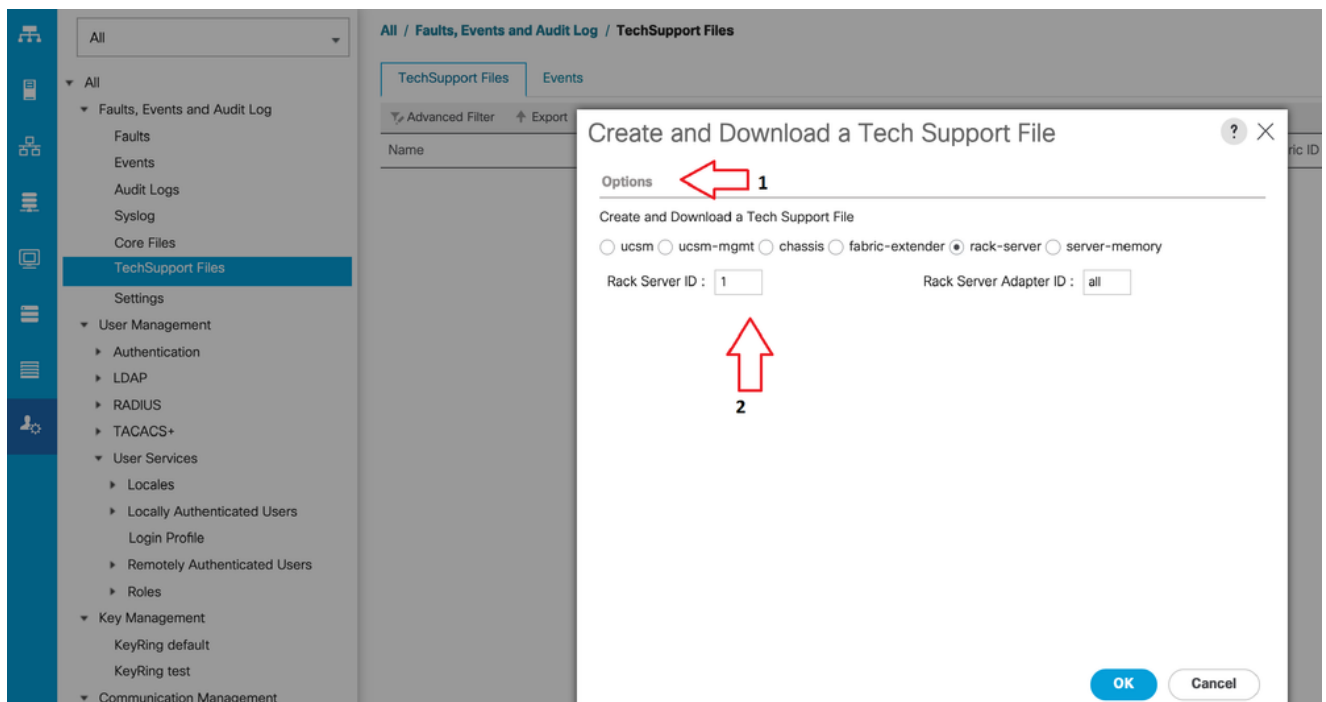 All
All
Faults, Events and Audit Log
Faults
Events
Audit Logs
Syslog
Core Files
TechSupport Files
Settings
User Management
Authentication
LDAP
RADIUS
TACACS+
User Services
Locales
Locally Authenticated Users
Login Profile
Remotely Authenticated Users
Roles
Key Management
KeyRing default
KeyRing test
Communication Management
All / Faults, Events and Audit Log / TechSupport Files
TechSupport Files Events
Advanced Filter Export
Name
ric ID
Create and Download a Tech Support File ?
Options 1
Create and Download a Tech Support File
ucsm ucsm-mgmt chassis fabric-extender rack-server server-memory
Rack Server ID : 1 Rack Server Adapter ID : all
2
OK Cancel